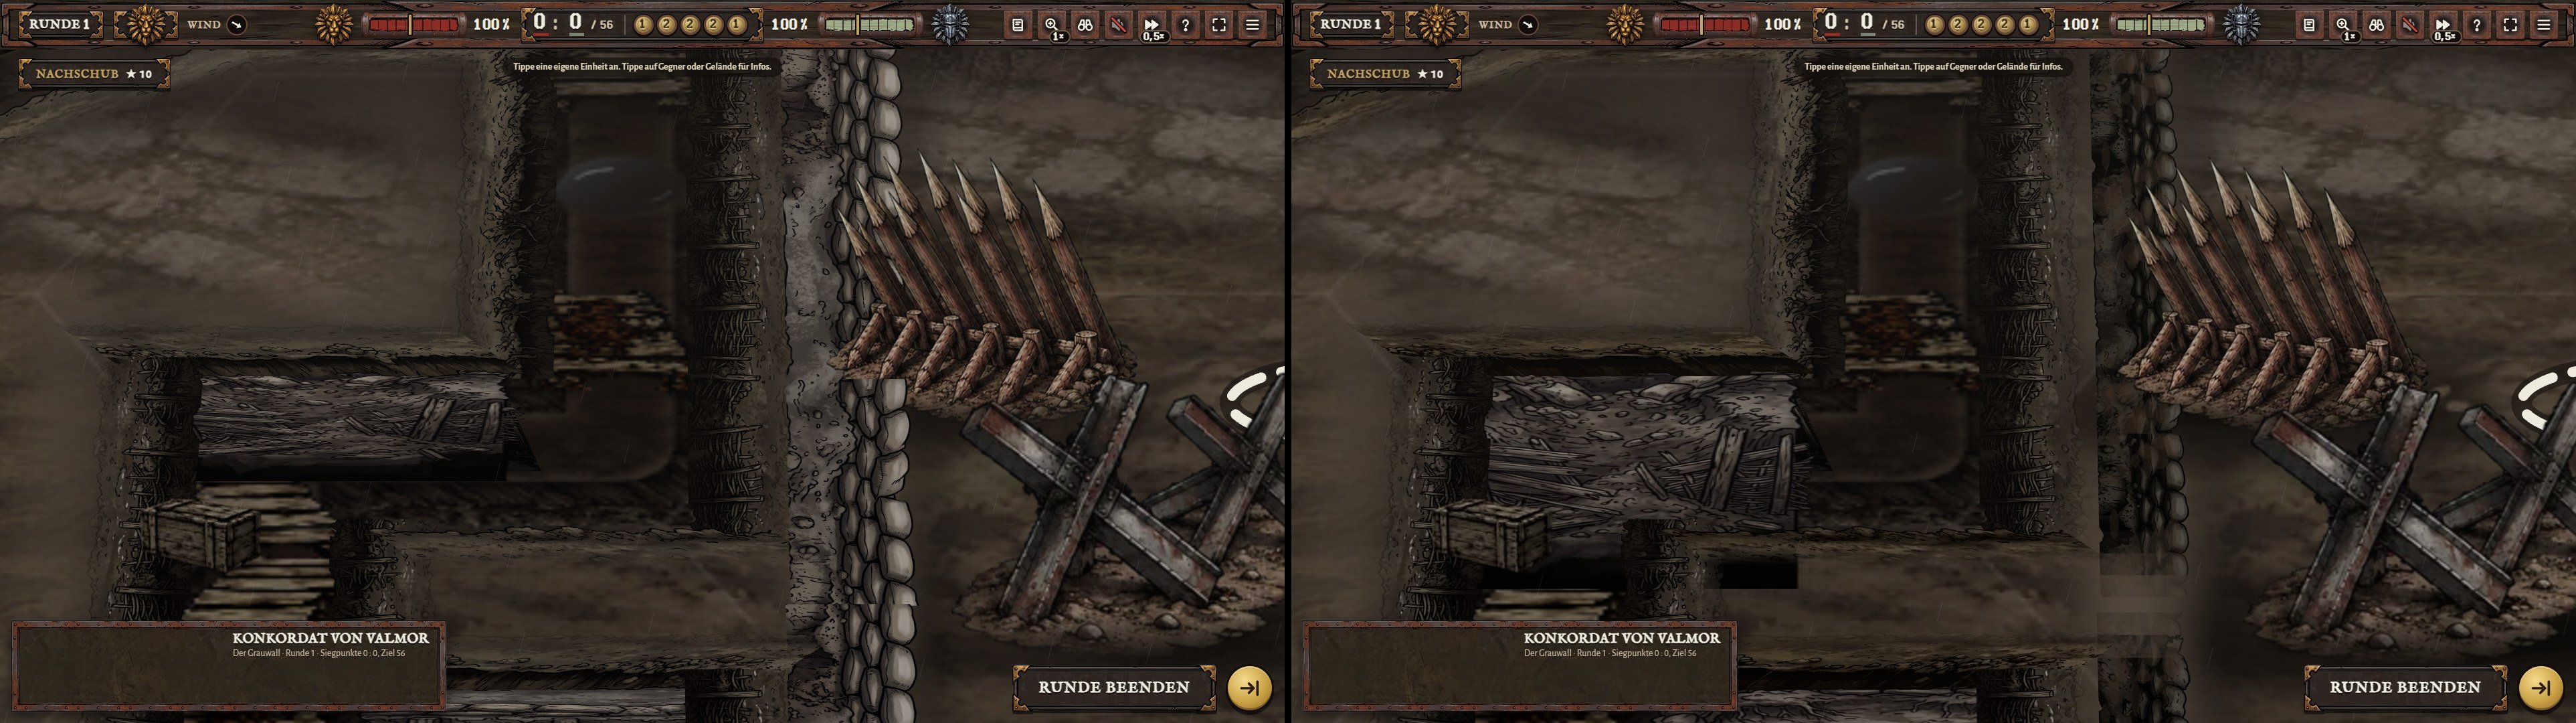 RUNDE 1 WIND 100% 0 : 0 / 56 1 2 2 2 1 100% 1× 0,5× ?
NACHSCHUB ★ 10
Tippe eine eigene Einheit an. Tippe auf Gegner oder Gelände für Infos.
KONKORDAT VON VALMOR
Der Grauwall · Runde 1 · Siegpunkte 0 : 0, Ziel 56
RUNDE BEENDEN
RUNDE 1 WIND 100% 0 : 0 / 56 1 2 2 2 1 100% 1× 0,5× ?
NACHSCHUB ★ 10
Tippe eine eigene Einheit an. Tippe auf Gegner oder Gelände für Infos.
KONKORDAT VON VALMOR
Der Grauwall · Runde 1 · Siegpunkte 0 : 0, Ziel 56
RUNDE BEENDEN